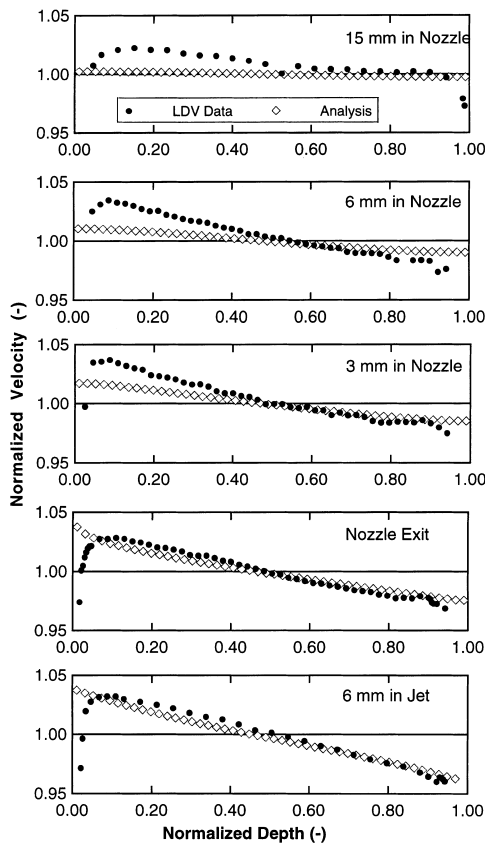 1.05
15 mm in Nozzle
1.00
● LDV Data ◇ Analysis
0.95
0.00 0.20 0.40 0.60 0.80 1.00
1.05
6 mm in Nozzle
1.00
0.95
0.00 0.20 0.40 0.60 0.80 1.00
1.05
3 mm in Nozzle
1.00
0.95
0.00 0.20 0.40 0.60 0.80 1.00
1.05
Nozzle Exit
1.00
0.95
0.00 0.20 0.40 0.60 0.80 1.00
1.05
6 mm in Jet
1.00
0.95
0.00 0.20 0.40 0.60 0.80 1.00
Normalized Velocity (-)
Normalized Depth (-)